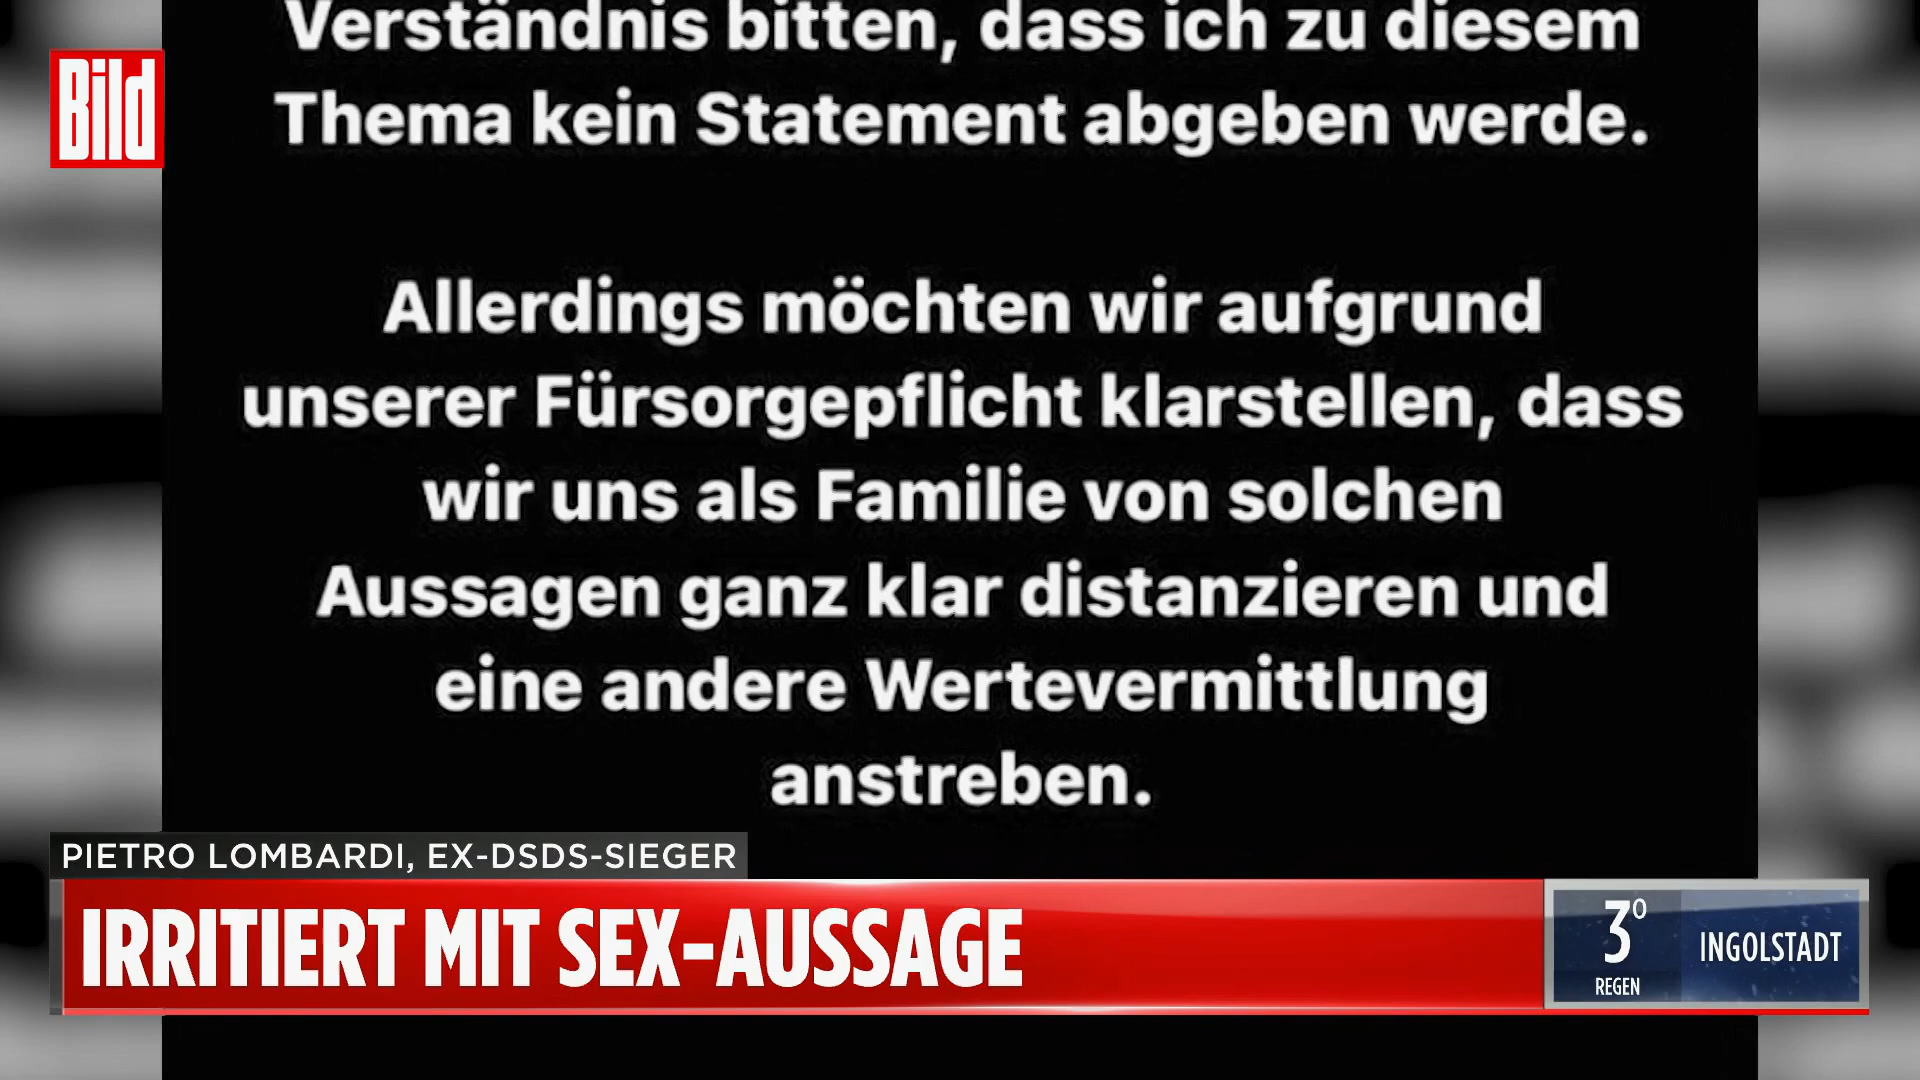 Verständnis bitten, dass ich zu diesem
Thema kein Statement abgeben werde.
Allerdings möchten wir aufgrund
unserer Fürsorgepflicht klarstellen, dass
wir uns als Familie von solchen
Aussagen ganz klar distanzieren und
eine andere Wertevermittlung
anstreben.
Bild
PIETRO LOMBARDI, EX-DSDS-SIEGER
IRRITIERT MIT SEX-AUSSAGE
3°
REGEN
INGOLSTADT